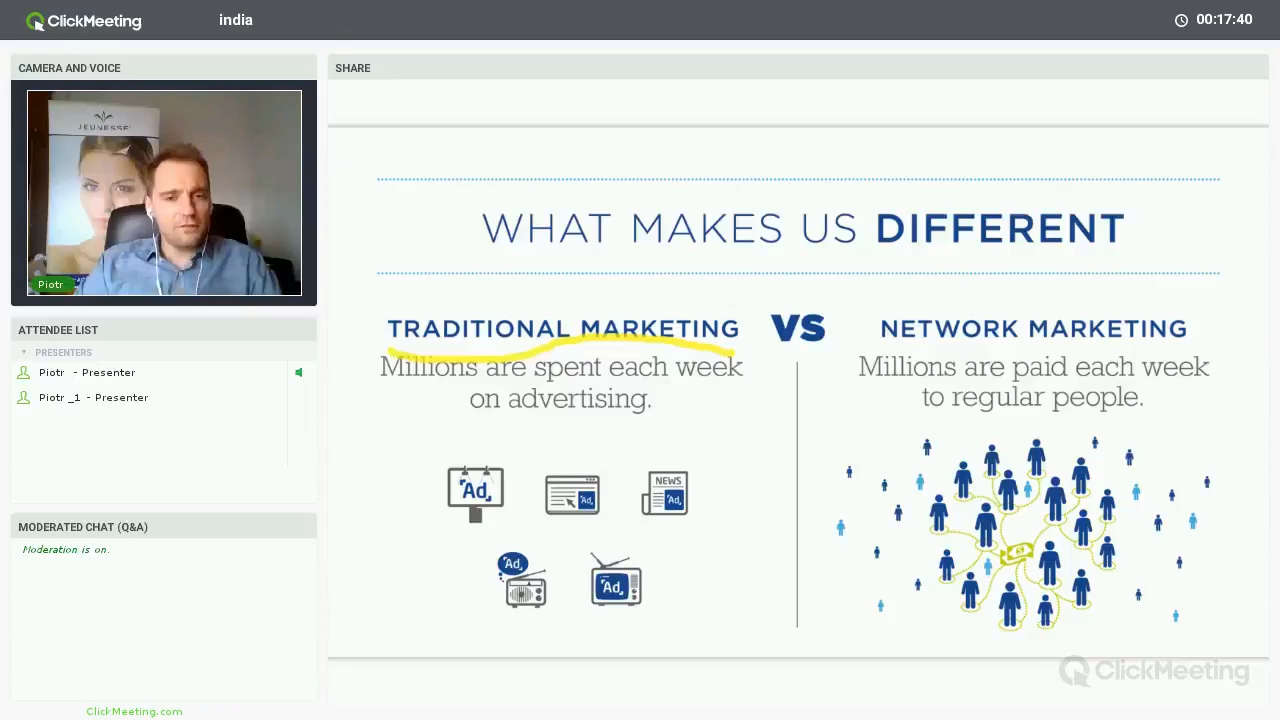 ClickMeeting
india
00:17:40
CAMERA AND VOICE
JEUNESSE
Piotr
SHARE
WHAT MAKES US DIFFERENT
TRADITIONAL MARKETING
VS
NETWORK MARKETING
Millions are spent each week
on advertising.
Millions are paid each week
to regular people.
Ad
Ad
NEWS
Ad
Ad
Ad
ATTENDEE LIST
PRESENTERS
Piotr - Presenter
Piotr _1 - Presenter
MODERATED CHAT (Q&A)
Moderation is on.
ClickMeeting
ClickMeeting.com